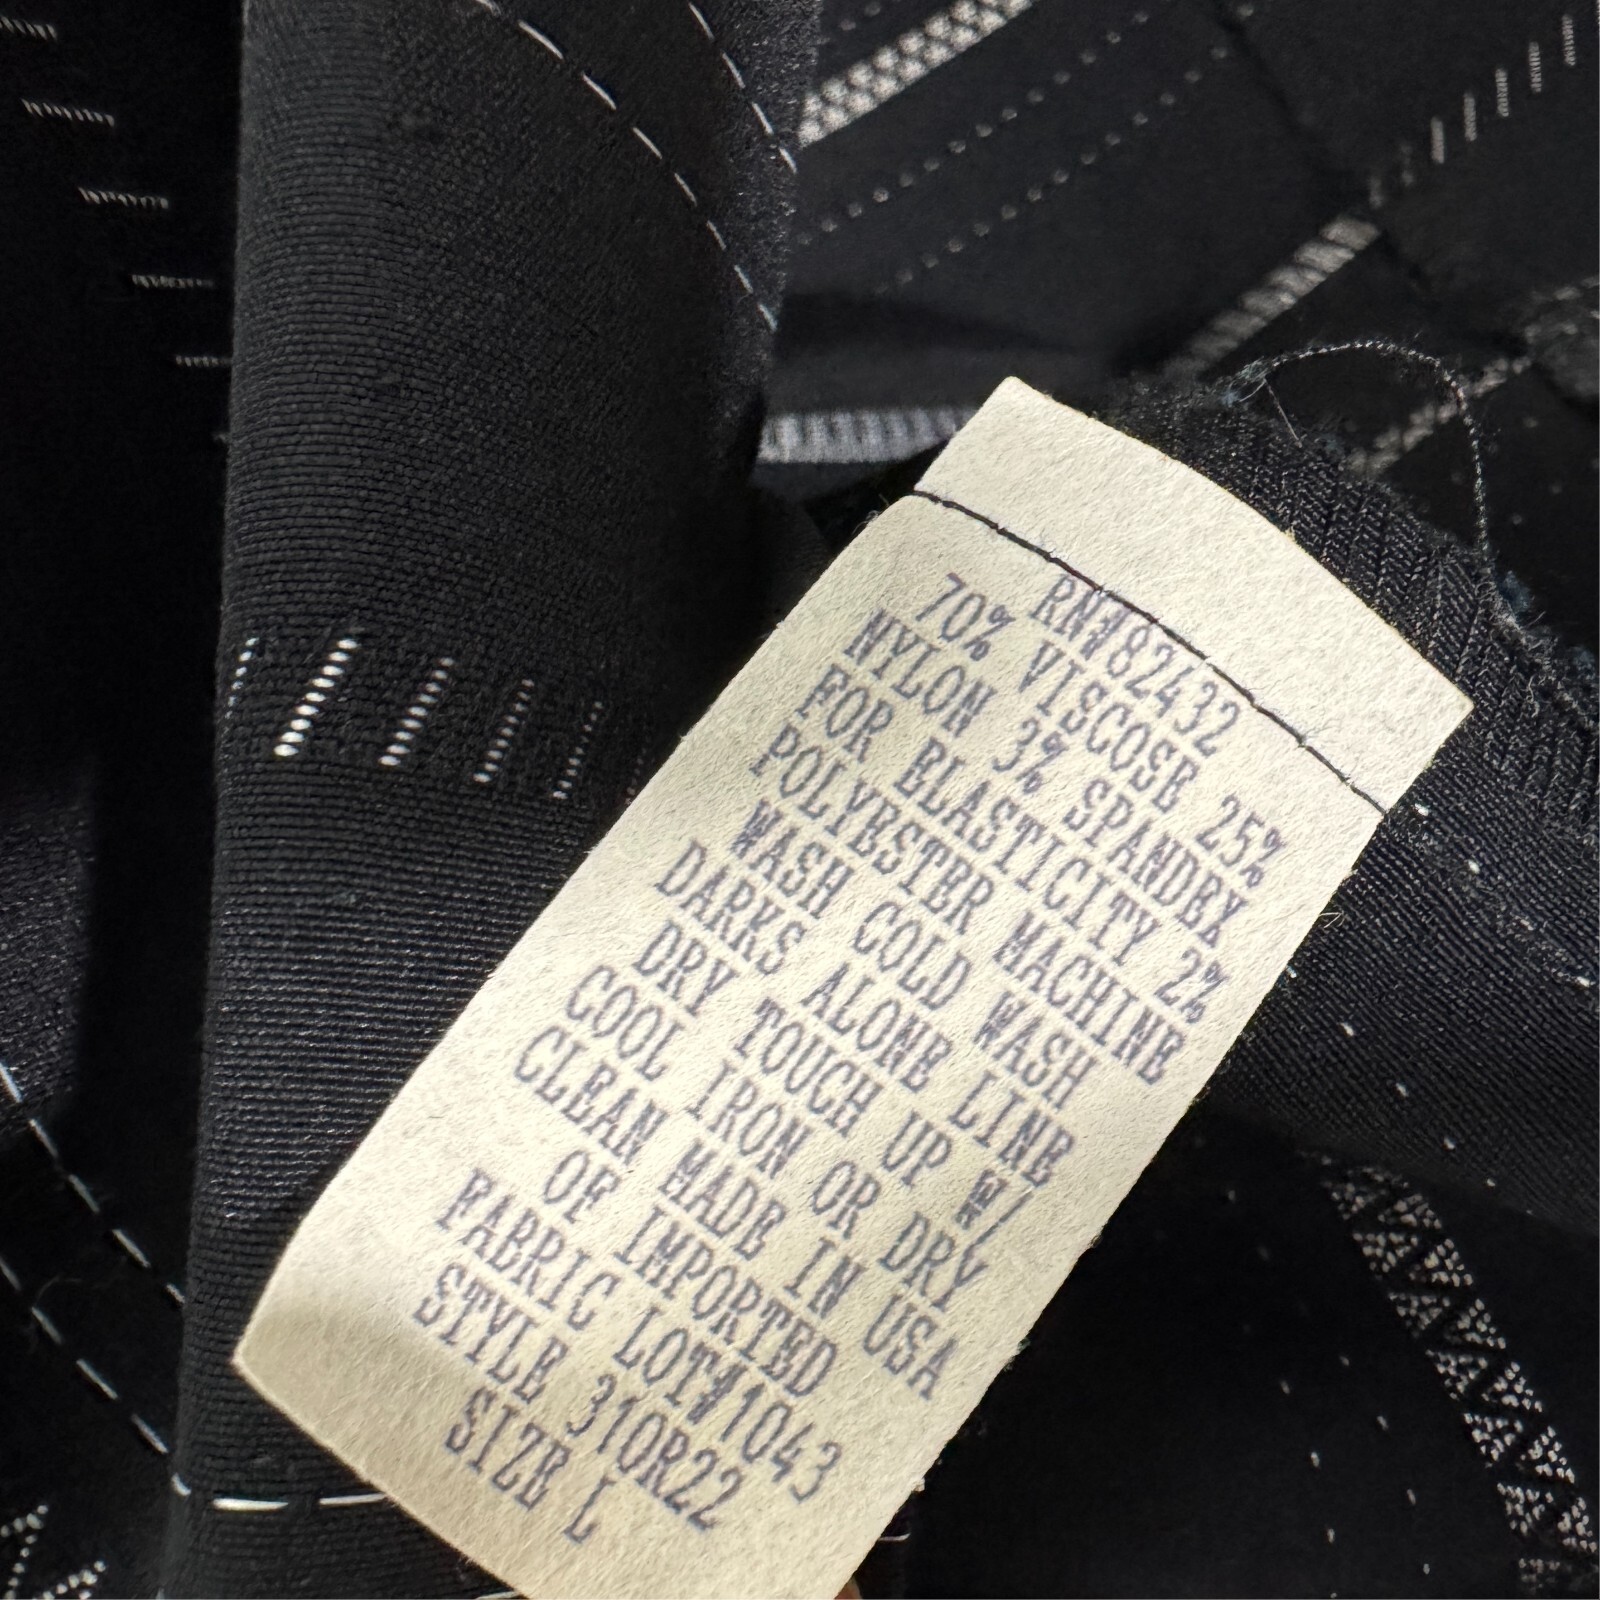 RN#82432
70% VISCOSE 25%
NYLON 3% SPANDEX
FOR ELASTICITY 2%
POLYESTER MACHINE
WASH COLD WASH
DARKS ALONE LINE
DRY TOUCH UP W/
COOL IRON OR DRY
CLEAN MADE IN USA
OF IMPORTED
FABRIC LOT#1043
STYLE 310R22
SIZE L